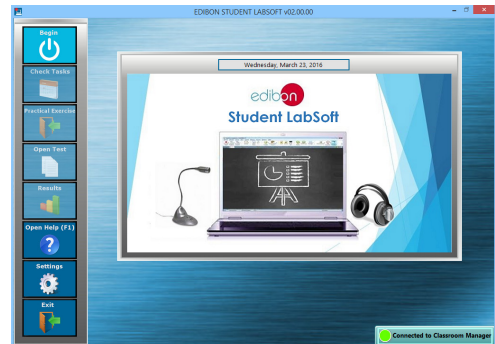 EDIBON STUDENT LABSOFT v02.00.00
Begin
Check Tasks
Practical Exercise
Open Test
Results
Open Help (F1)
Settings
Exit
Wednesday, March 23, 2016
edibon
Student LabSoft
Connected to Classroom Manager